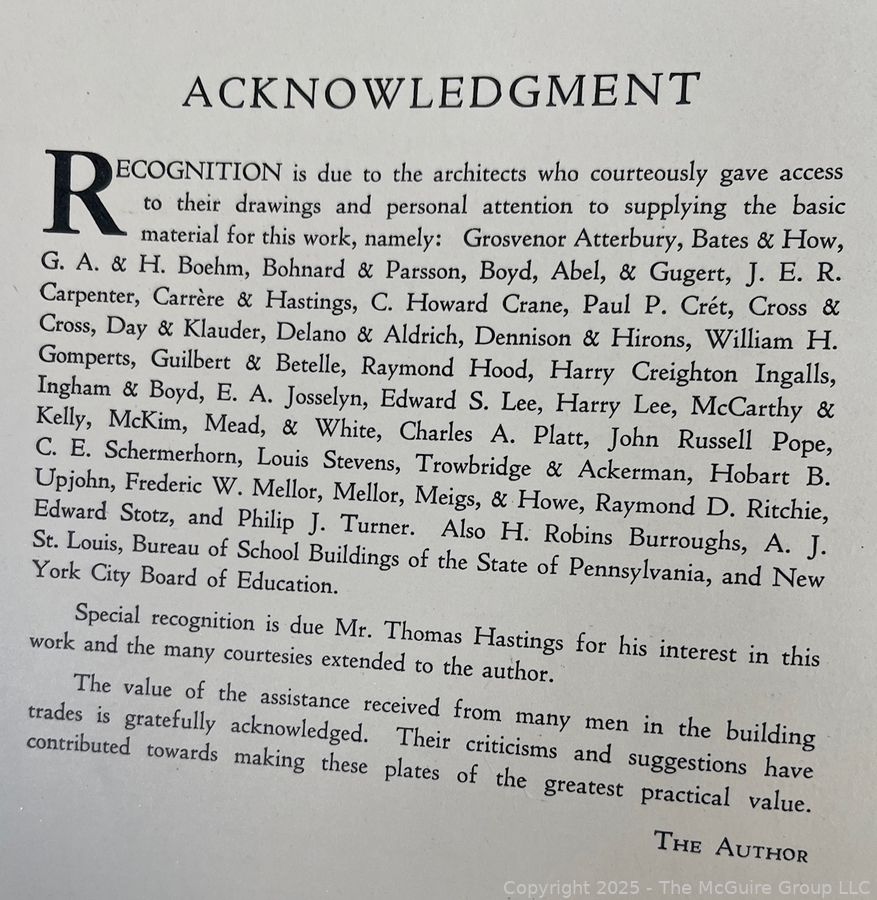 ACKNOWLEDGMENT
RECOGNITION is due to the architects who courteously gave access
to their drawings and personal attention to supplying the basic
material for this work, namely: Grosvenor Atterbury, Bates & How,
G. A. & H. Boehm, Bohnard & Parsson, Boyd, Abel, & Gugert, J. E. R.
Carpenter, Carrère & Hastings, C. Howard Crane, Paul P. Crét, Cross &
Cross, Day & Klauder, Delano & Aldrich, Dennison & Hirons, William H.
Gomperts, Guilbert & Betelle, Raymond Hood, Harry Creighton Ingalls,
Ingham & Boyd, E. A. Josselyn, Edward S. Lee, Harry Lee, McCarthy &
Kelly, McKim, Mead, & White, Charles A. Platt, John Russell Pope,
C. E. Schermerhorn, Louis Stevens, Trowbridge & Ackerman, Hobart B.
Upjohn, Frederic W. Mellor, Mellor, Meigs, & Howe, Raymond D. Ritchie,
Edward Stotz, and Philip J. Turner. Also H. Robins Burroughs, A. J.
St. Louis, Bureau of School Buildings of the State of Pennsylvania, and New
York City Board of Education.
Special recognition is due Mr. Thomas Hastings for his interest in this
work and the many courtesies extended to the author.
The value of the assistance received from many men in the building
trades is gratefully acknowledged. Their criticisms and suggestions have
contributed towards making these plates of the greatest practical value.
THE AUTHOR
Copyright 2025 - The McGuire Group LLC